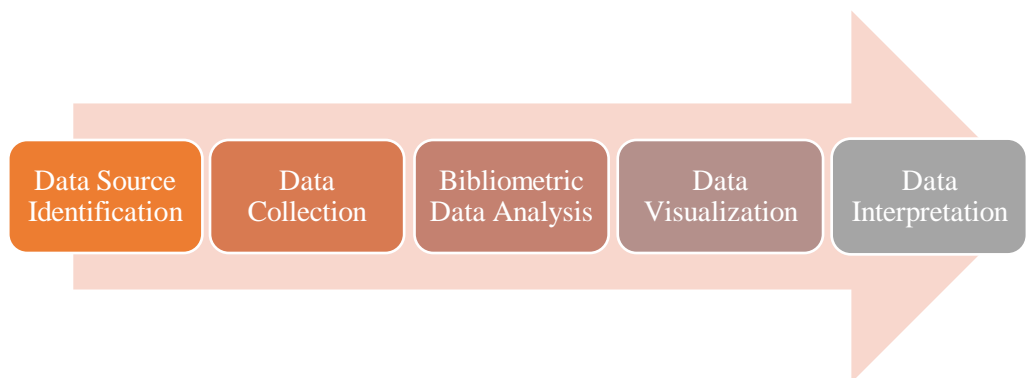 Data Source
Identification
Data
Collection
Bibliometric
Data Analysis
Data
Visualization
Data
Interpretation